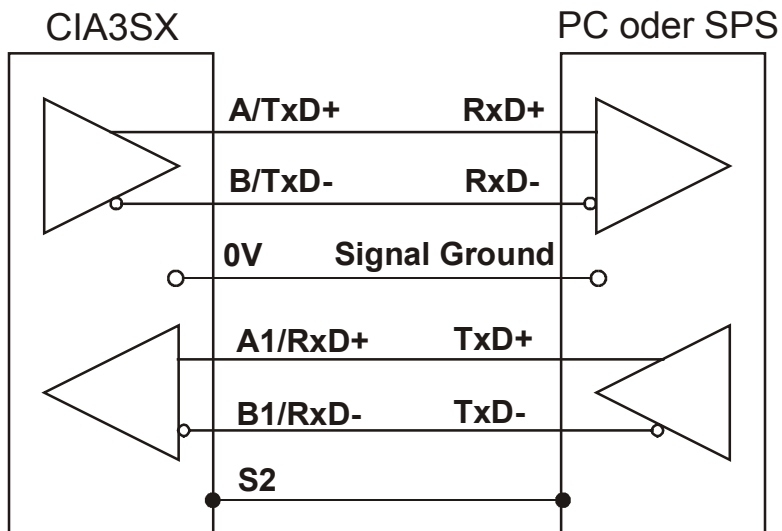 CIA3SX PC oder SPS
A/TxD+ RxD+
B/TxD- RxD-
0V Signal Ground
A1/RxD+ TxD+
B1/RxD- TxD-
S2